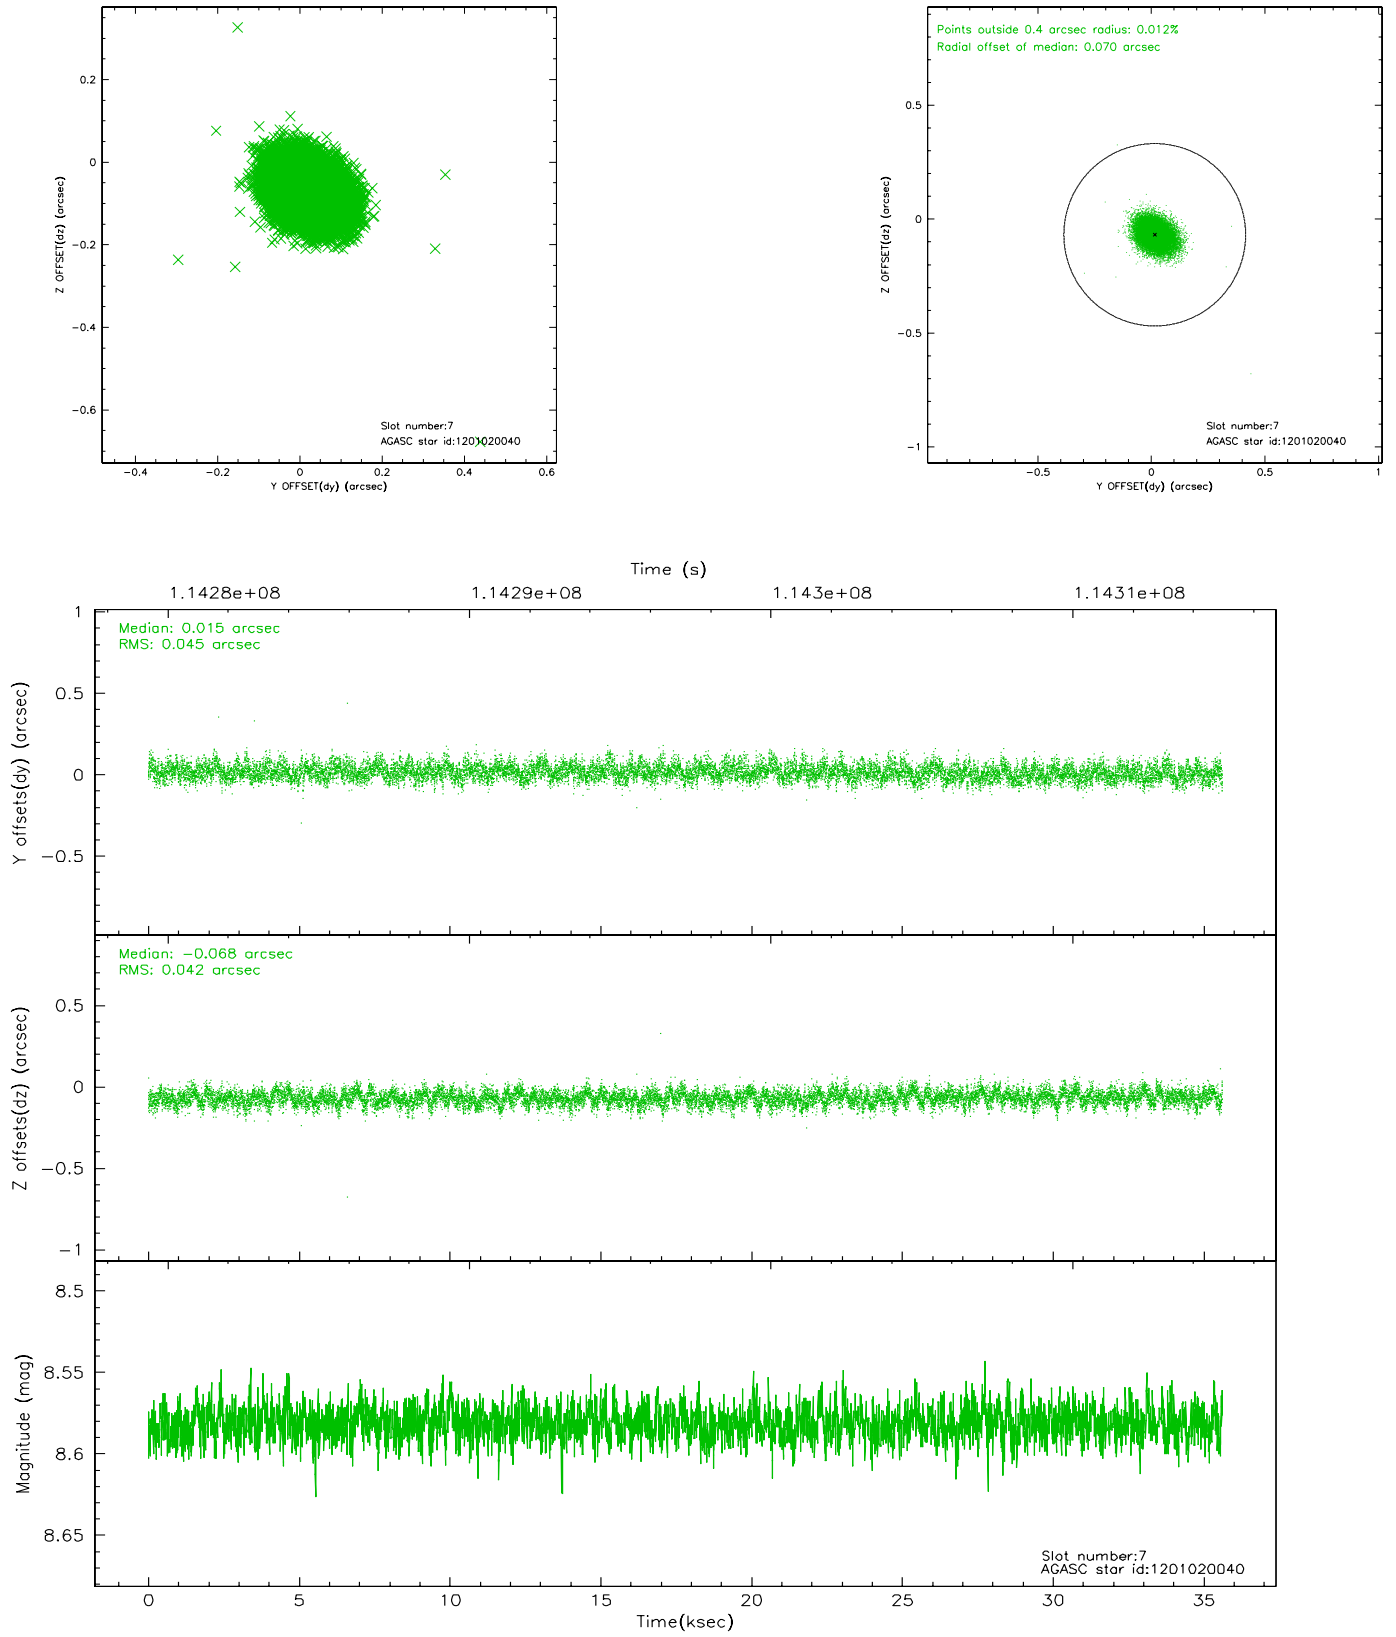 0.2
0
-0.2
-0.4
-0.6
Z OFFSET(dz) (arcsec)
Slot number:7
AGASC star id:1201020040
-0.4 -0.2 0 0.2 0.4 0.6
Y OFFSET(dy) (arcsec)
Points outside 0.4 arcsec radius: 0.012%
Radial offset of median: 0.070 arcsec
0.5
0
-0.5
-1
Z OFFSET(dz) (arcsec)
Slot number:7
AGASC star id:1201020040
-0.5 0 0.5 1
Y OFFSET(dy) (arcsec)
Time (s)
1.1428e+08 1.1429e+08 1.143e+08 1.1431e+08
Median: 0.015 arcsec
RMS: 0.045 arcsec
1
0.5
0
-0.5
Y offsets(dy) (arcsec)
Median: -0.068 arcsec
RMS: 0.042 arcsec
0.5
0
-0.5
-1
Z offsets(dz) (arcsec)
8.5
8.55
8.6
8.65
Magnitude (mag)
Slot number:7
AGASC star id:1201020040
0 5 10 15 20 25 30 35
Time(ksec)